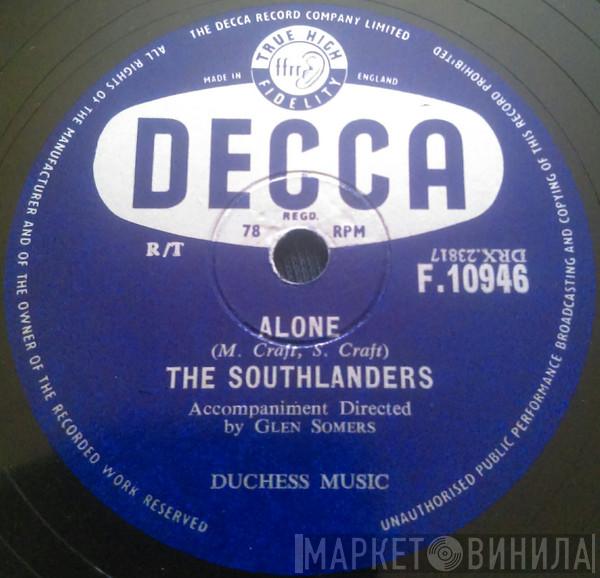 THE DECCA RECORD COMPANY LIMITED
ALL RIGHTS OF THE MANUFACTURER AND OF THE OWNER OF THE RECORDED WORK RESERVED
UNAUTHORISED PUBLIC PERFORMANCE BROADCASTING AND COPYING OF THIS RECORD PROHIBITED
TRUE HIGH
ffrr
FIDELITY
MADE IN ENGLAND
DECCA
REGD.
78 RPM
R/T
DRX.23817
F.10946
ALONE
(M. Craft, S. Craft)
THE SOUTHLANDERS
Accompaniment Directed
by GLEN SOMERS
DUCHESS MUSIC
МАРКЕТ ВИНИЛА